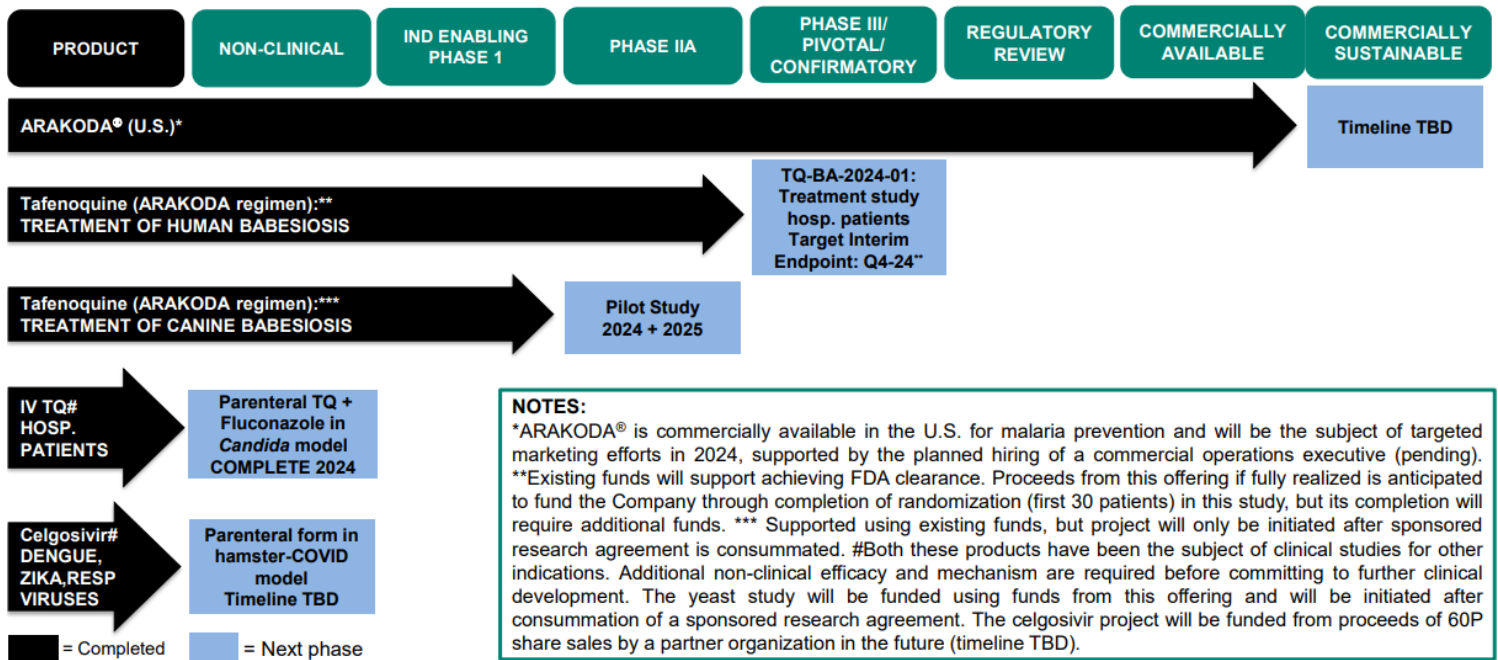 PRODUCT
NON-CLINICAL
IND ENABLING
PHASE 1
PHASE IIA
PHASE III/
PIVOTAL/
CONFIRMATORY
REGULATORY
REVIEW
COMMERCIALLY
AVAILABLE
COMMERCIALLY
SUSTAINABLE
ARAKODA® (U.S.)*
Timeline TBD
Tafenoquine (ARAKODA regimen):**
TREATMENT OF HUMAN BABESIOSIS
TQ-BA-2024-01:
Treatment study
hosp. patients
Target Interim
Endpoint: Q4-24**
Tafenoquine (ARAKODA regimen):***
TREATMENT OF CANINE BABESIOSIS
Pilot Study
2024 + 2025
IV TQ#
HOSP.
PATIENTS
Parenteral TQ +
Fluconazole in
Candida model
COMPLETE 2024
Celgosivir#
DENGUE,
ZIKA,RESP
VIRUSES
Parenteral form in
hamster-COVID
model
Timeline TBD
= Completed
= Next phase
NOTES:
*ARAKODA® is commercially available in the U.S. for malaria prevention and will be the subject of targeted
marketing efforts in 2024, supported by the planned hiring of a commercial operations executive (pending).
**Existing funds will support achieving FDA clearance. Proceeds from this offering if fully realized is anticipated
to fund the Company through completion of randomization (first 30 patients) in this study, but its completion will
require additional funds. *** Supported using existing funds, but project will only be initiated after sponsored
research agreement is consummated. #Both these products have been the subject of clinical studies for other
indications. Additional non-clinical efficacy and mechanism are required before committing to further clinical
development. The yeast study will be funded using funds from this offering and will be initiated after
consummation of a sponsored research agreement. The celgosivir project will be funded from proceeds of 60P
share sales by a partner organization in the future (timeline TBD).